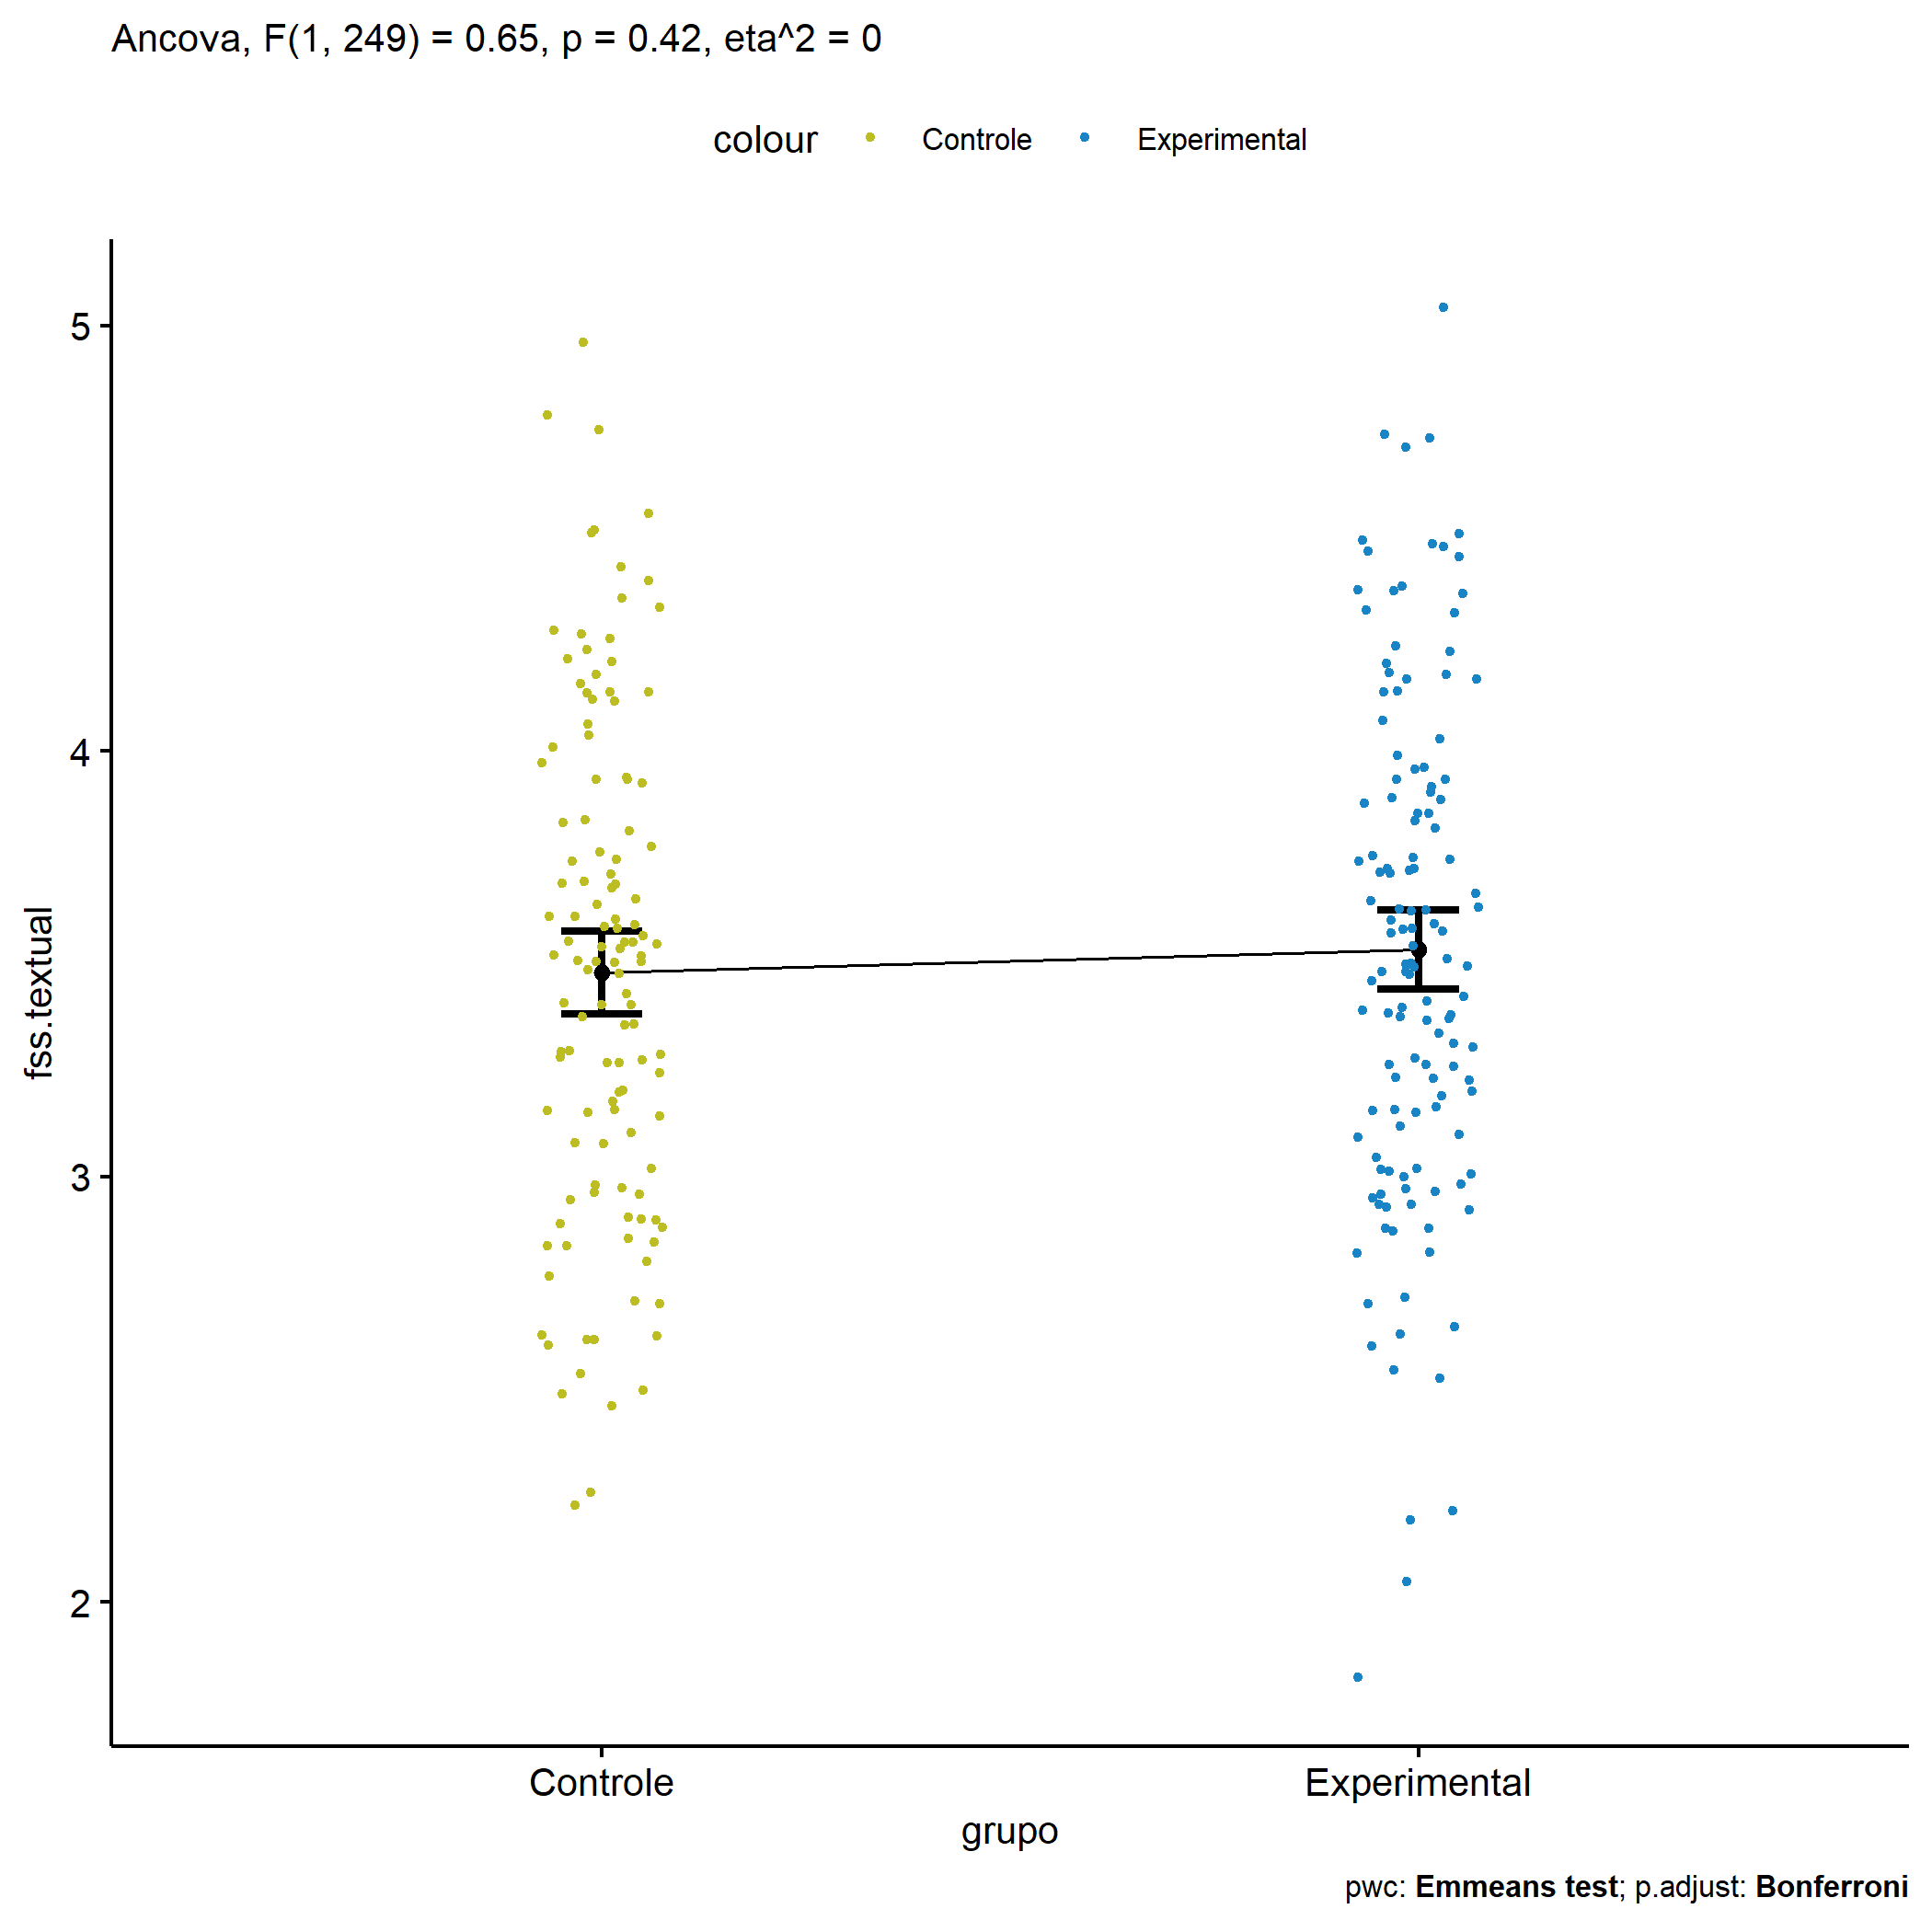 Ancova, F(1, 249) = 0.65, p = 0.42, eta^2 = 0
colour Controle Experimental
5
4
3
2
fss.textual
Controle Experimental
grupo
pwc: Emmeans test; p.adjust: Bonferroni